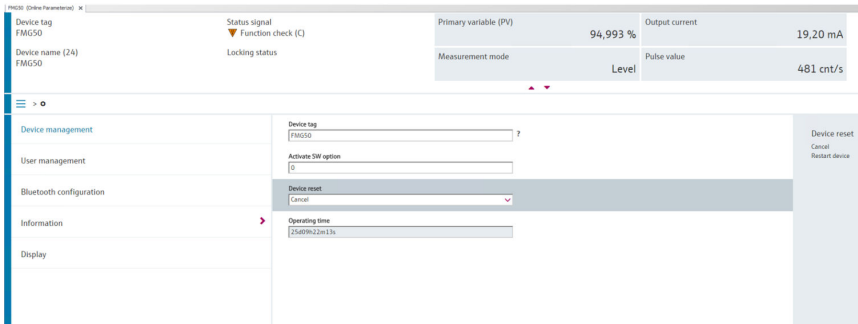 FMG50 (Online Parameterize) x
Device tag
FMG50
Status signal
Function check (C)
Primary variable (PV)
94,993 %
Output current
19,20 mA
Device name (24)
FMG50
Locking status
Measurement mode
Level
Pulse value
481 cnt/s
>
Device management
User management
Bluetooth configuration
Information
Display
Device tag
FMG50
?
Activate SW option
0
Device reset
Cancel
Operating time
25d09h22m13s
Device reset
Cancel
Restart device